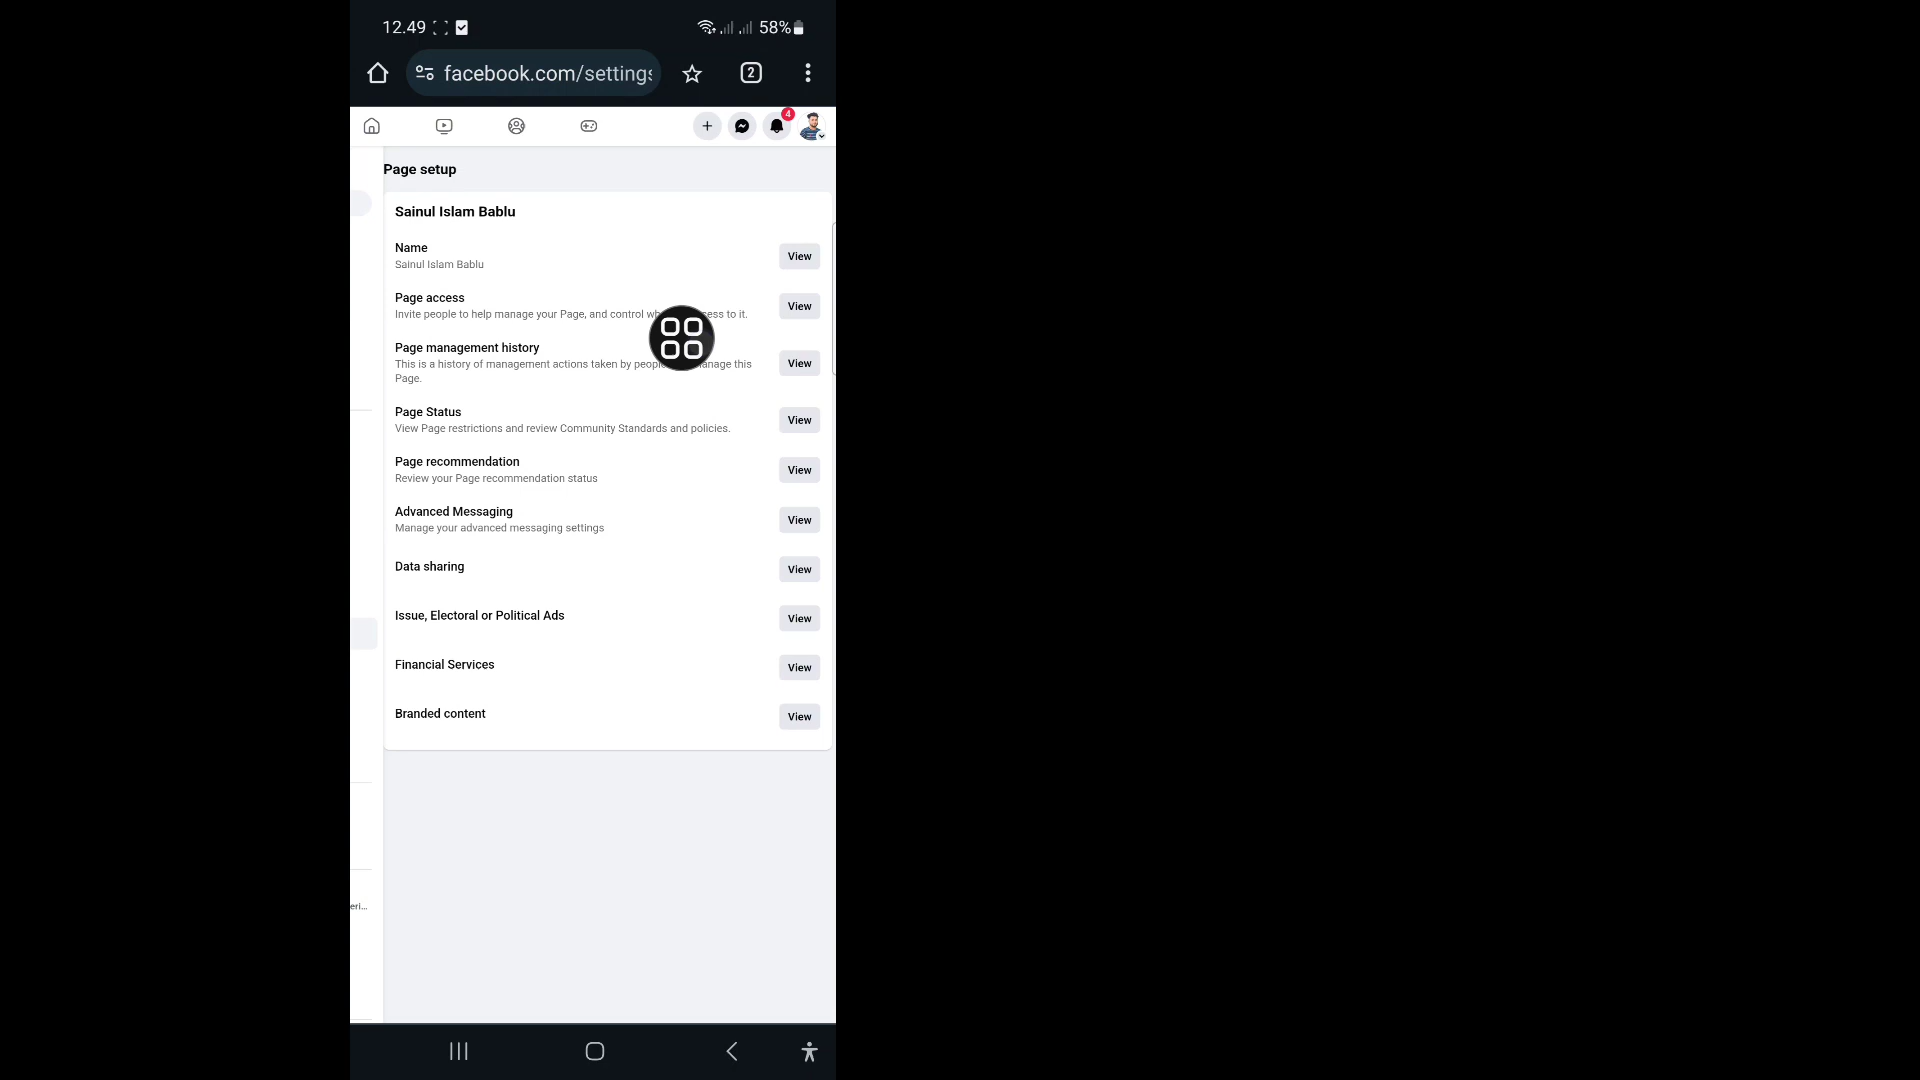 12.49
58%
facebook.com/settings
2
4
Page setup
Sainul Islam Bablu
Name
Sainul Islam Bablu
View
Page access
Invite people to help manage your Page, and control wh ess to it.
View
Page management history
This is a history of management actions taken by peopl anage this
Page.
View
Page Status
View Page restrictions and review Community Standards and policies.
View
Page recommendation
Review your Page recommendation status
View
Advanced Messaging
Manage your advanced messaging settings
View
Data sharing
View
Issue, Electoral or Political Ads
View
Financial Services
View
Branded content
View
eri...